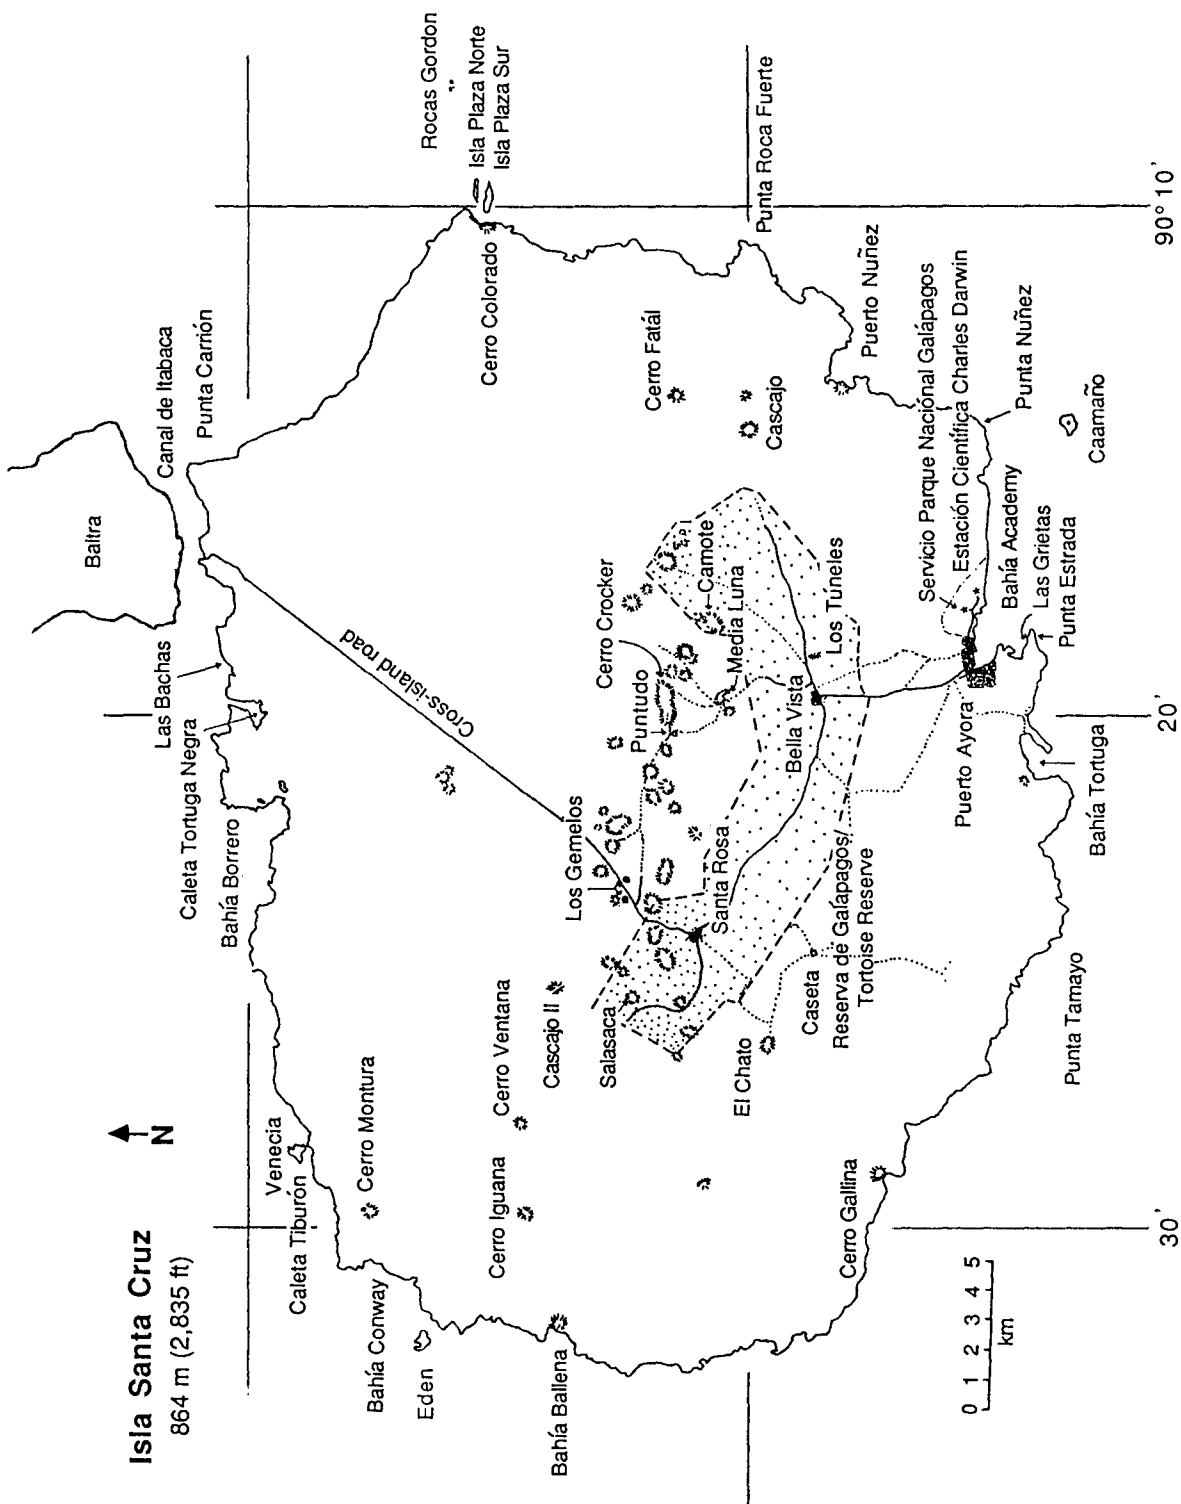 Isla Santa Cruz
864 m (2,835 ft)
N
Baltra
Canal de Itabaca
Punta Carrión
Las Bachas
Caleta Tortuga Negra
Bahía Borrero
Venecia
Caleta Tiburón
Cerro Montura
Bahía Conway
Eden
Bahía Ballena
Cerro Iguana
Cerro Ventana
Cascajo II
Salasaca
Los Gemelos
Cross-island road
Rocas Gordon
Isla Plaza Norte
Isla Plaza Sur
Cerro Colorado
Cerro Fatál
Cascajo
Punta Roca Fuerte
Cerro Crocker
Puntudo
Camote
Media Luna
Santa Rosa
Bella Vista
Los Tuneles
El Chato
Caseta
Reserva de Galápagos/
Tortoise Reserve
Cerro Gallina
Puerto Nuñez
Servicio Parque Naciónal Galápagos
Estación Científica Charles Darwin
Punta Nuñez
Bahía Academy
Las Grietas
Punta Estrada
Caamaño
Puerto Ayora
Bahía Tortuga
Punta Tamayo
0 1 2 3 4 5
km
30'
20'
90°10'